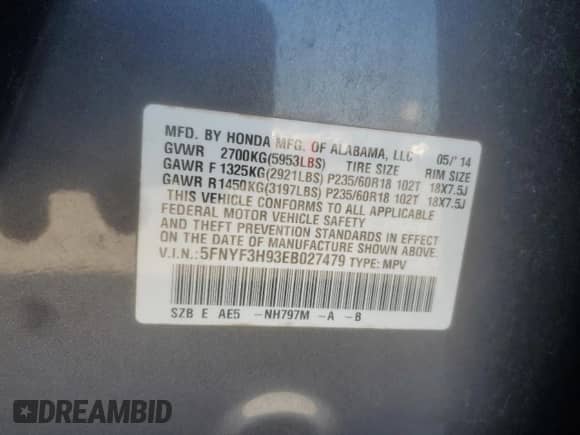 MFD. BY HONDA MFG. OF ALABAMA, LLC 05/'14
GVWR 2700KG(5953LBS) TIRE SIZE RIM SIZE
GAWR F 1325KG(2921LBS) P235/60R18 102T 18X7.5J
GAWR R 1450KG(3197LBS) P235/60R18 102T 18X7.5J
THIS VEHICLE CONFORMS TO ALL APPLICABLE
FEDERAL MOTOR VEHICLE SAFETY
AND THEFT PREVENTION STANDARDS IN EFFECT
ON THE DATE OF MANUFACTURE SHOWN ABOVE.
V.I.N.: 5FNYF3H93EB027479 TYPE: MPV
SZB E AE5 -NH797M -A -B
DREAMBID